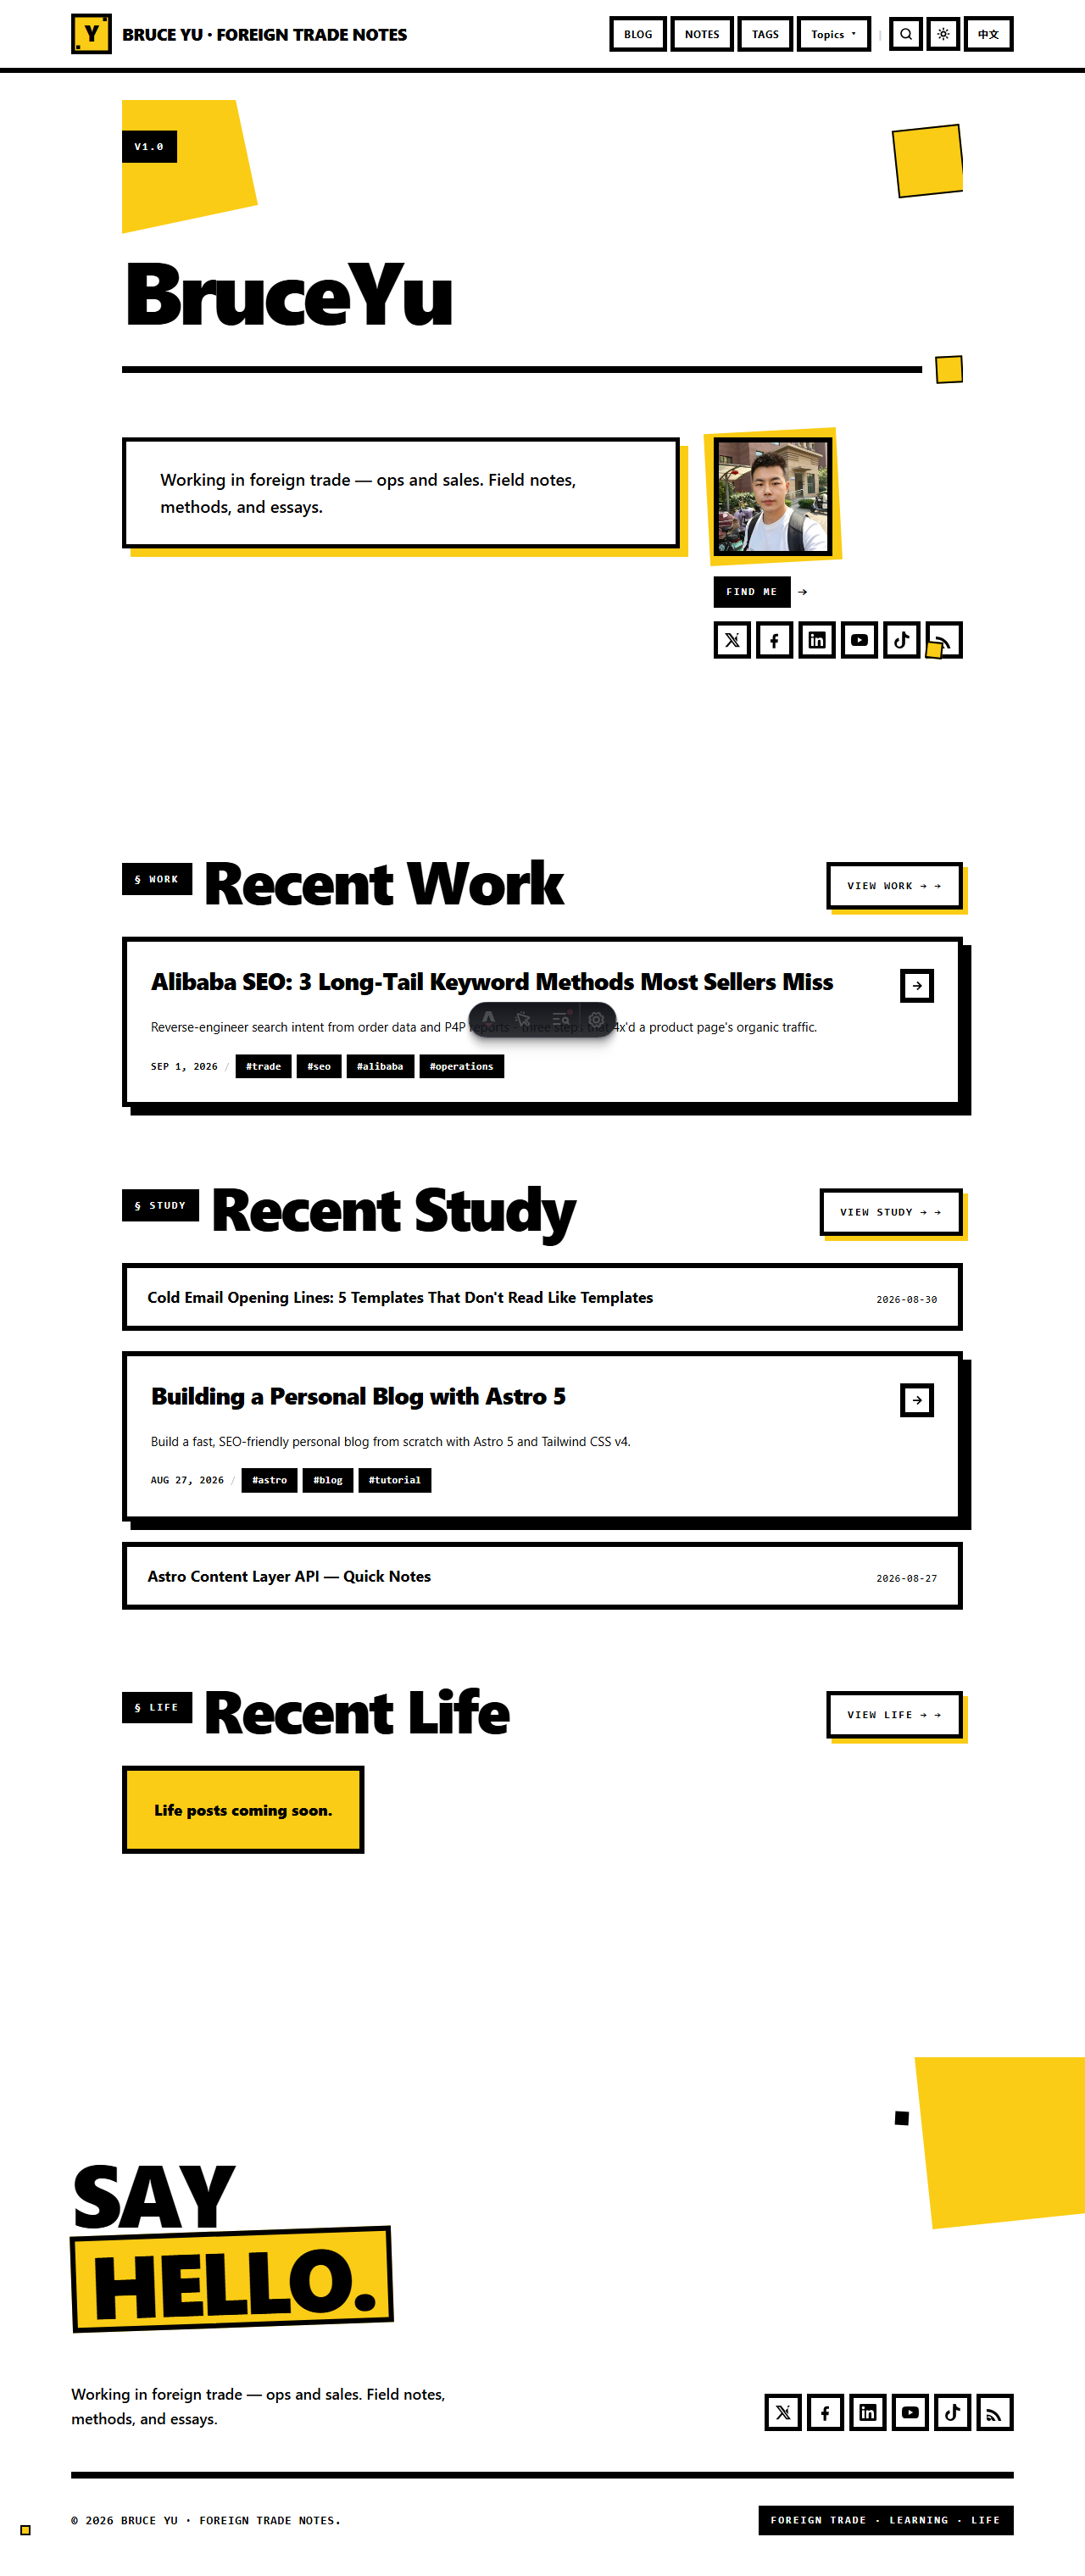 Y
BRUCE YU · FOREIGN TRADE NOTES
BLOG
NOTES
TAGS
Topics
中文
V1.0
BruceYu
Working in foreign trade — ops and sales. Field notes,
methods, and essays.
FIND ME →
§ WORK
Recent Work
VIEW WORK → →
Alibaba SEO: 3 Long-Tail Keyword Methods Most Sellers Miss
→
Reverse-engineer search intent from order data and P4P reports - three steps that 4x'd a product page's organic traffic.
SEP 1, 2026 / #trade #seo #alibaba #operations
§ STUDY
Recent Study
VIEW STUDY → →
Cold Email Opening Lines: 5 Templates That Don't Read Like Templates
2026-08-30
Building a Personal Blog with Astro 5
→
Build a fast, SEO-friendly personal blog from scratch with Astro 5 and Tailwind CSS v4.
AUG 27, 2026 / #astro #blog #tutorial
Astro Content Layer API — Quick Notes
2026-08-27
§ LIFE
Recent Life
VIEW LIFE → →
Life posts coming soon.
SAY
HELLO.
Working in foreign trade — ops and sales. Field notes,
methods, and essays.
© 2026 BRUCE YU · FOREIGN TRADE NOTES.
FOREIGN TRADE · LEARNING · LIFE